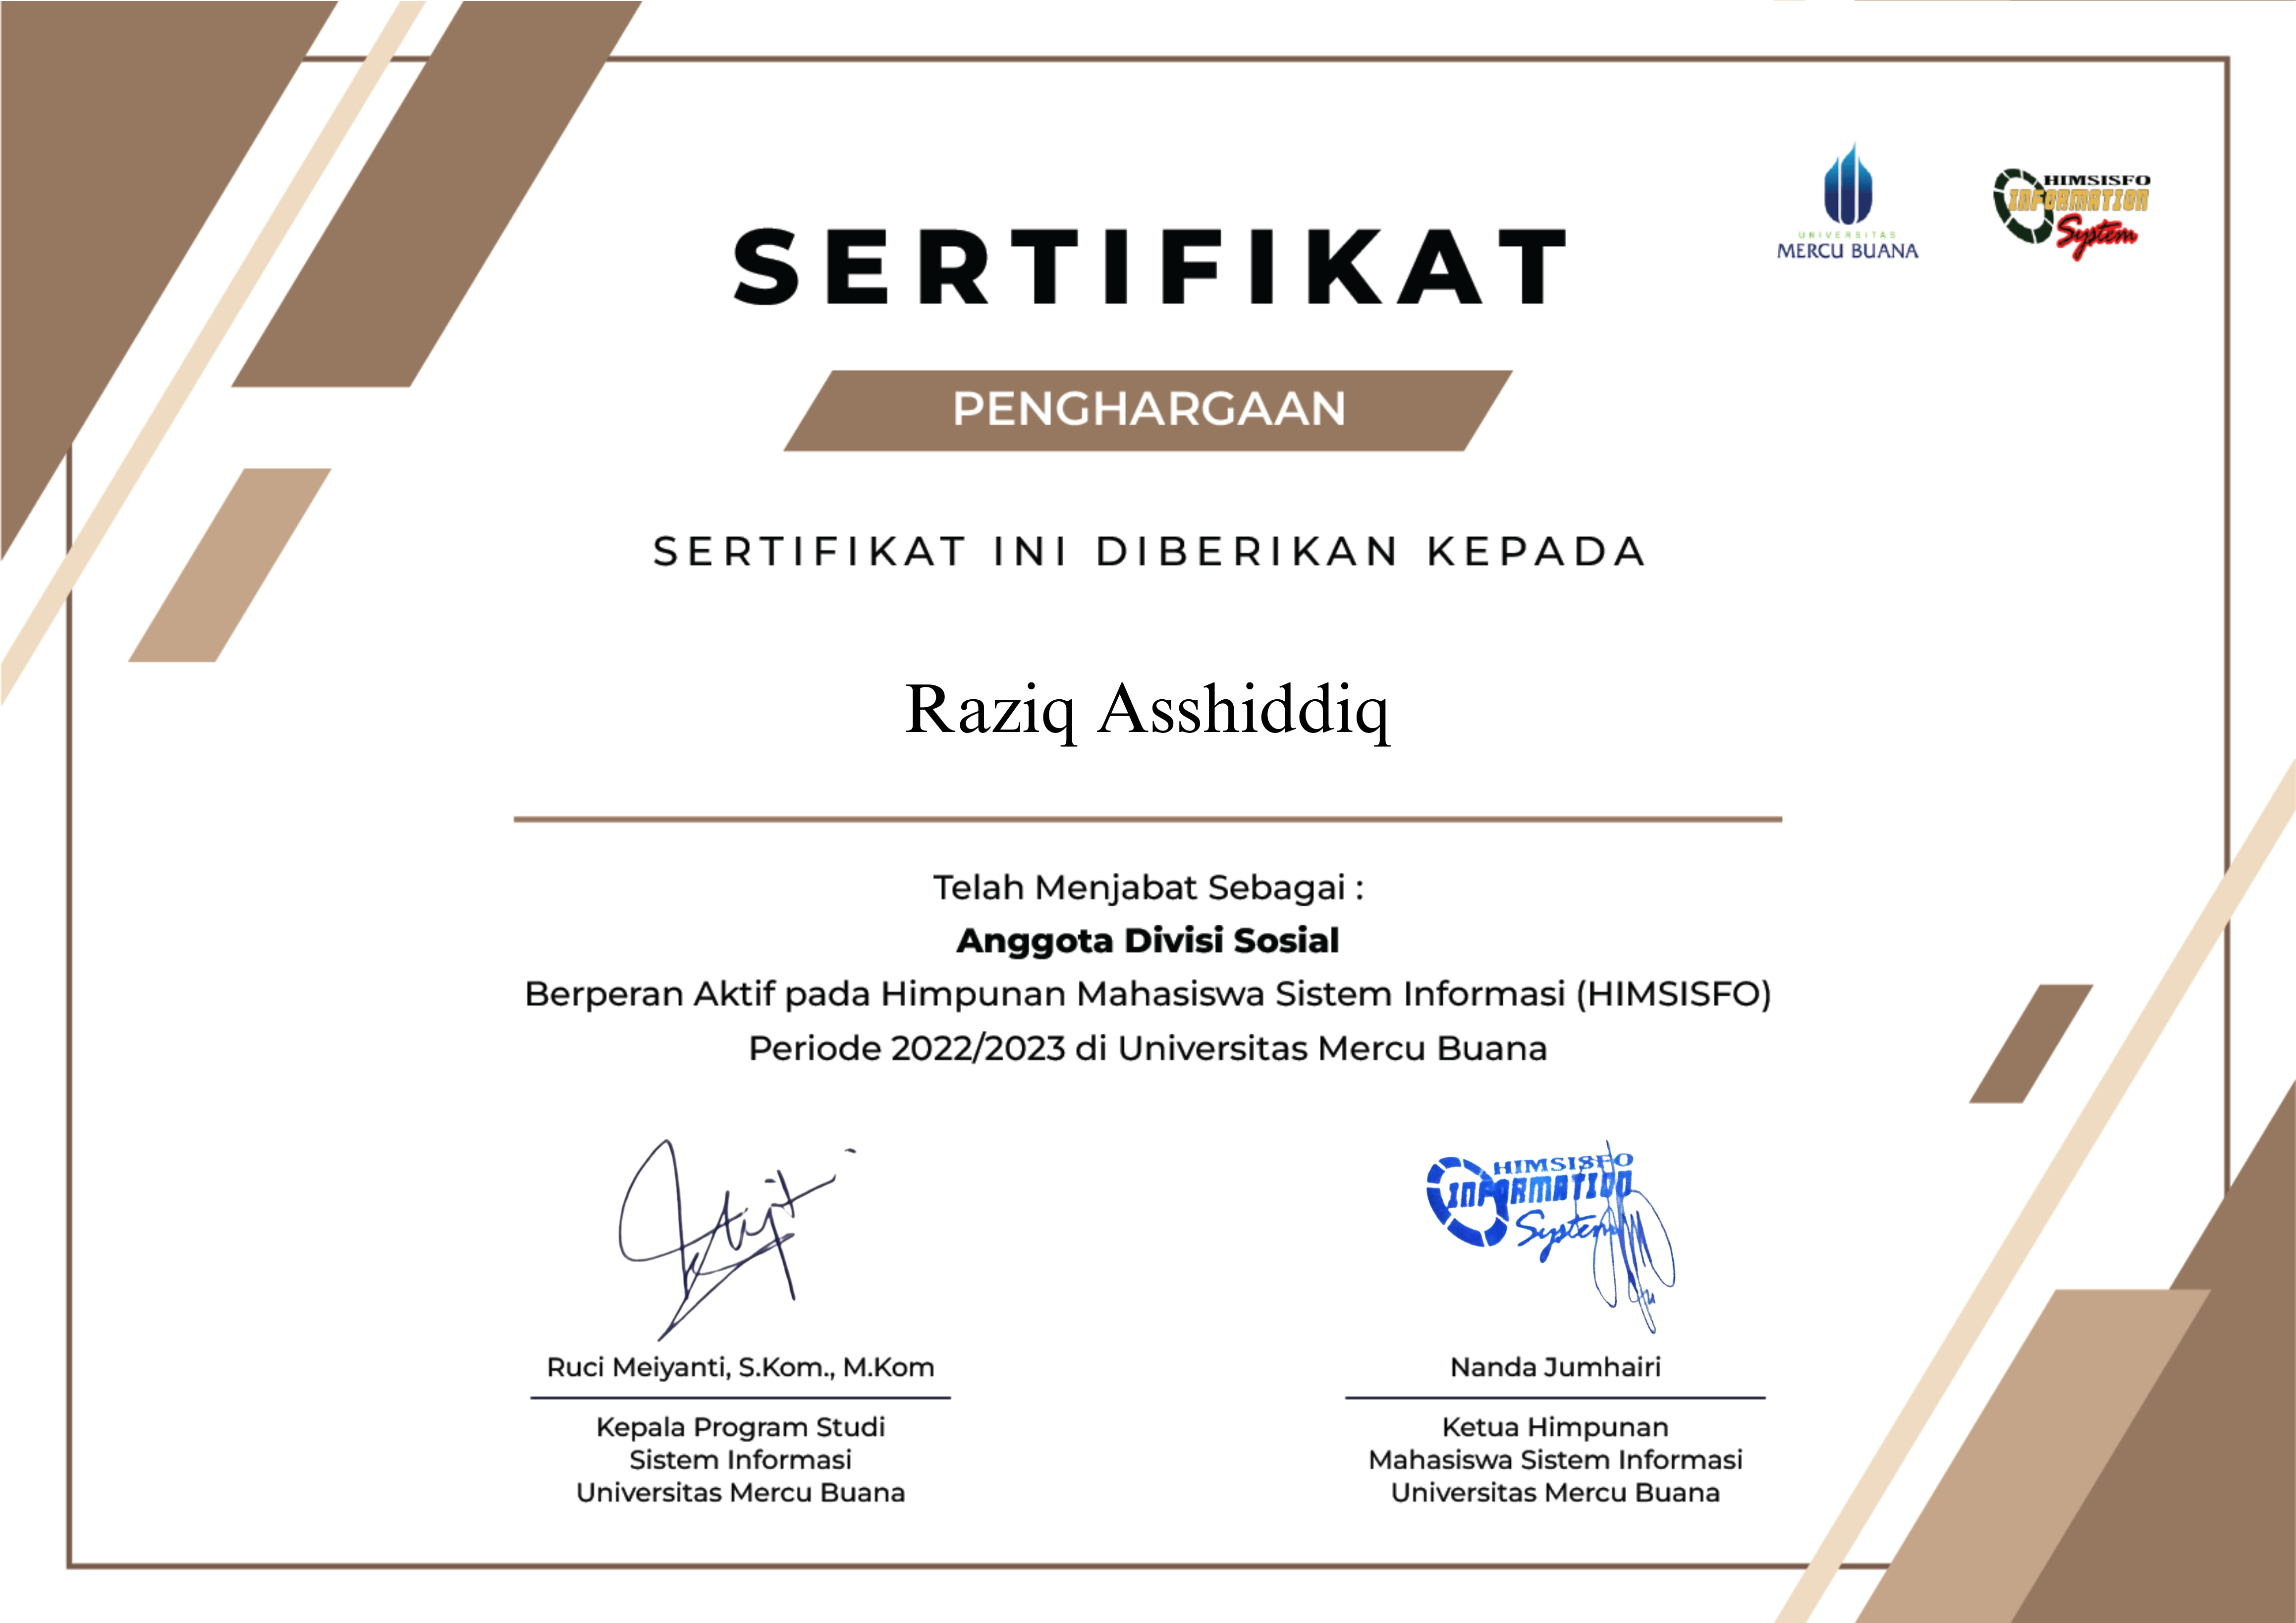 UNIVERSITAS
MERCU BUANA
HIMSISFO
INFORMATION
System
SERTIFIKAT
PENGHARGAAN
SERTIFIKAT INI DIBERIKAN KEPADA
Raziq Asshiddiq
Telah Menjabat Sebagai :
Anggota Divisi Sosial
Berperan Aktif pada Himpunan Mahasiswa Sistem Informasi (HIMSISFO)
Periode 2022/2023 di Universitas Mercu Buana
HIMSISFO
INFORMATION
System
Ruci Meiyanti, S.Kom., M.Kom
Kepala Program Studi
Sistem Informasi
Universitas Mercu Buana
Nanda Jumhairi
Ketua Himpunan
Mahasiswa Sistem Informasi
Universitas Mercu Buana